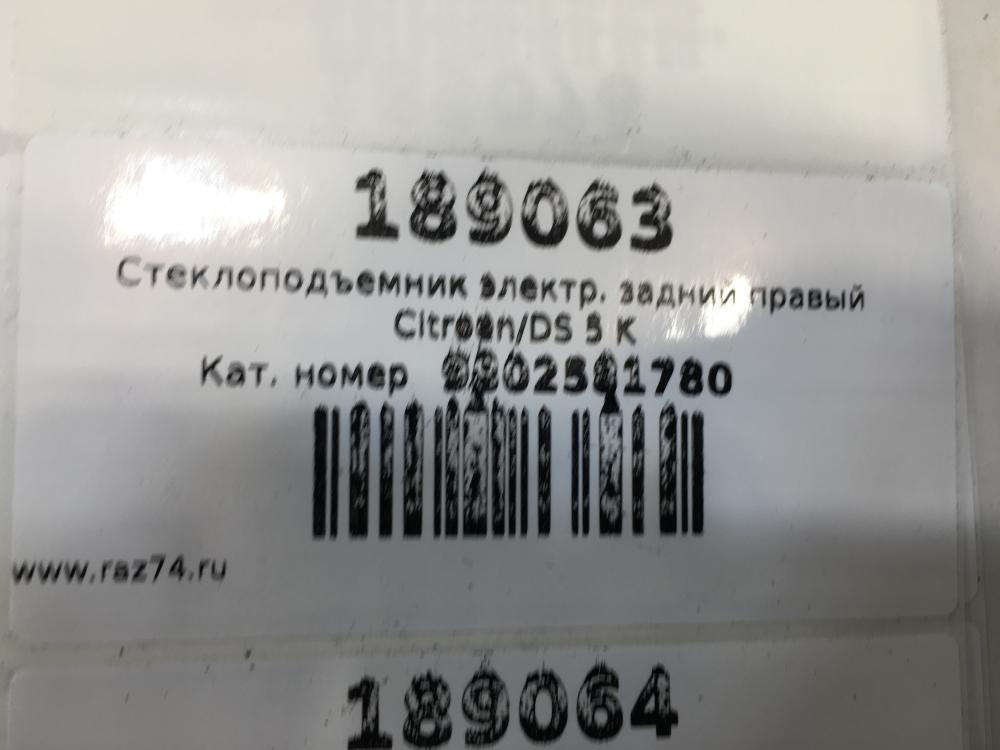 189063
Стеклоподъемник электр. задний правый
Citroen/DS 5 К
Кат. номер
www.raz74.ru
189064